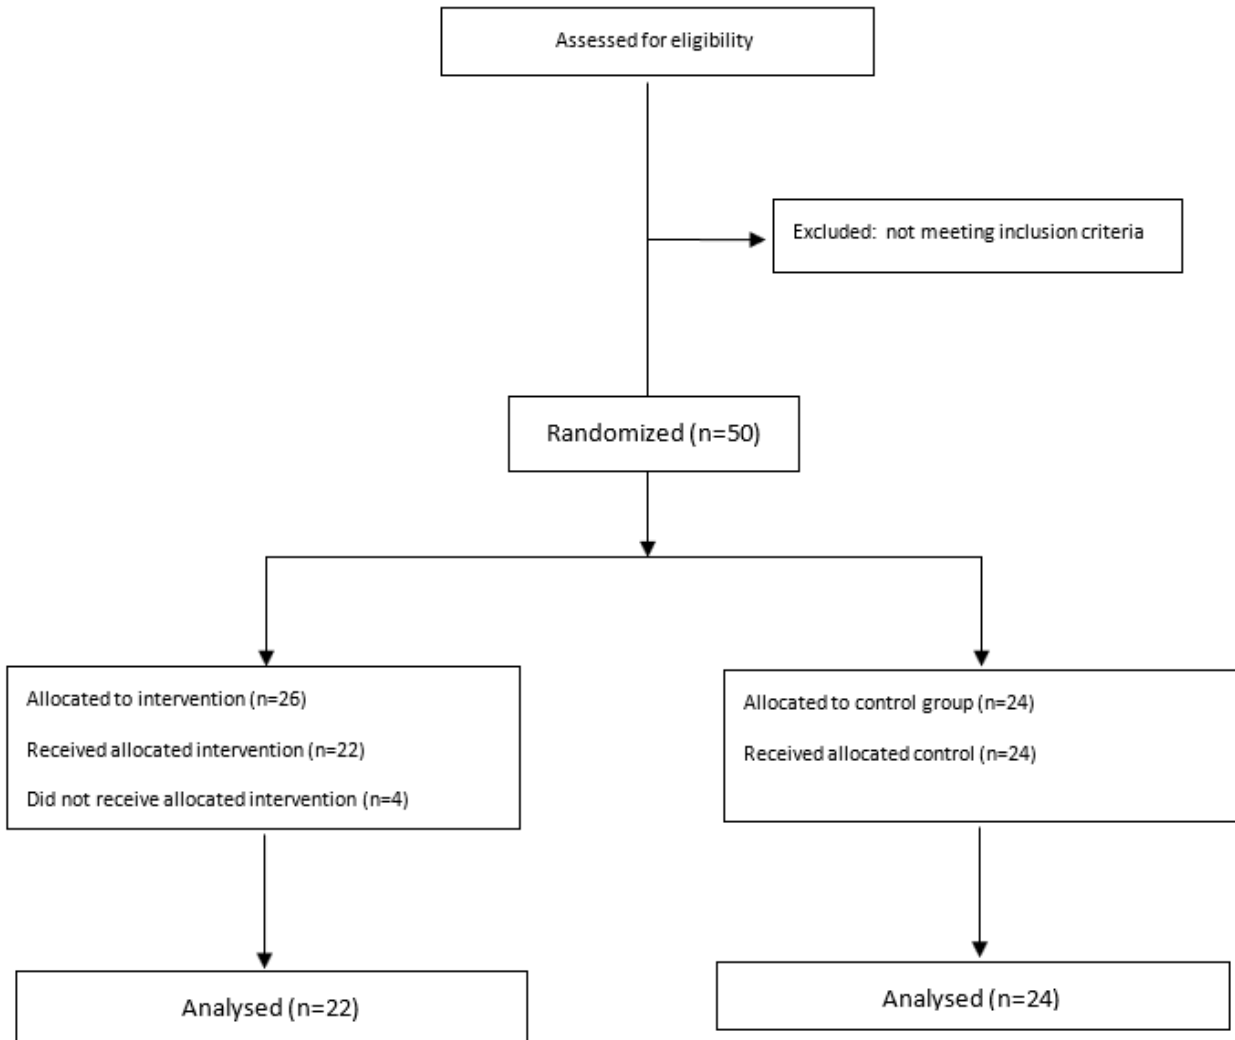 Assessed for eligibility
Excluded: not meeting inclusion criteria
Randomized (n=50)
Allocated to intervention (n=26)
Received allocated intervention (n=22)
Did not receive allocated intervention (n=4)
Allocated to control group (n=24)
Received allocated control (n=24)
Analysed (n=22)
Analysed (n=24)